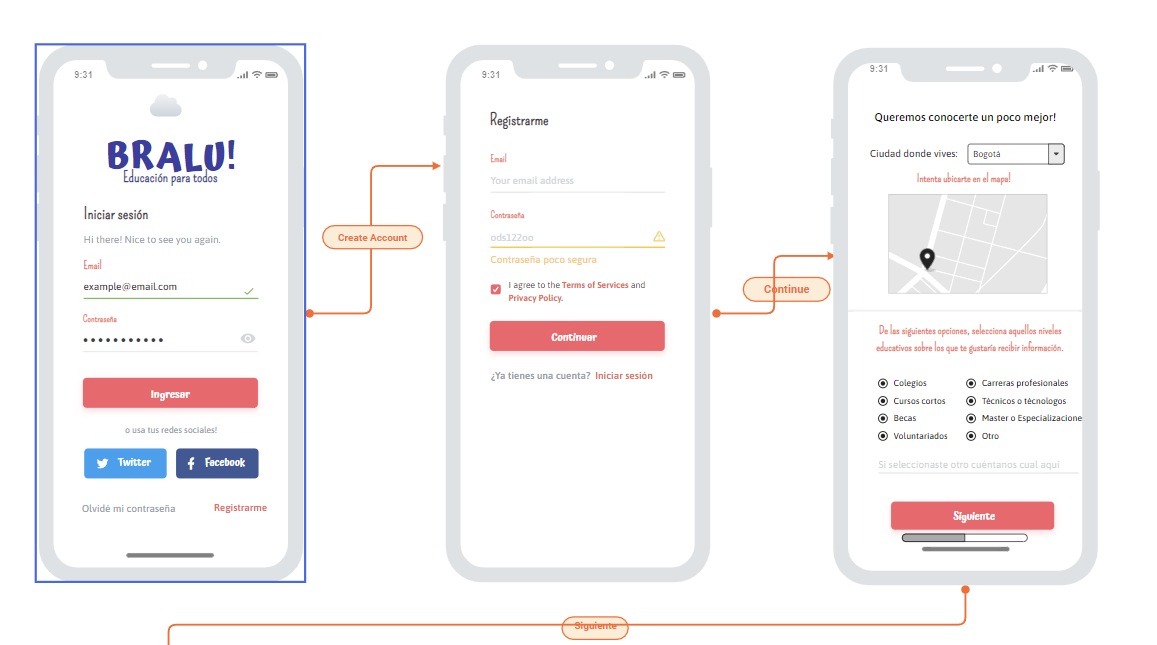 9:31
BRALU!
Educación para todos
Iniciar sesión
Hi there! Nice to see you again.
Email
example@email.com
Contraseña
Ingresar
o usa tus redes sociales!
Twitter
Facebook
Olvidé mi contraseña
Registrarme
Create Account
9:31
Registrarme
Email
Your email address
Contraseña
ods122oo
Contraseña poco segura
I agree to the Terms of Services and
Privacy Policy.
Continuar
¿Ya tienes una cuenta? Iniciar sesión
Continue
9:31
Queremos conocerte un poco mejor!
Ciudad donde vives: Bogotá
Intenta ubicarte en el mapa!
De las siguientes opciones, selecciona aquellos niveles
educativos sobre los que te gustaría recibir información.
Colegios
Carreras profesionales
Cursos cortos
Técnicos o técnologos
Becas
Master o Especializacione
Voluntariados
Otro
Si seleccionaste otro cuéntanos cual aqui
Siguiente
Siguiente